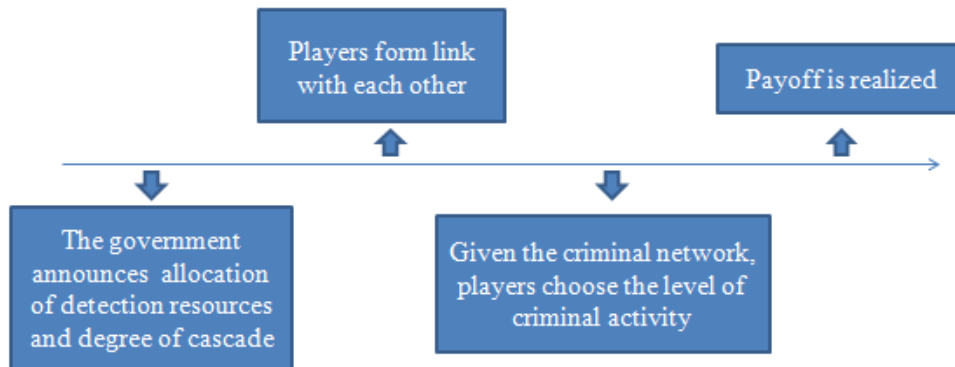 Players form link
with each other
Payoff is realized
The government
announces allocation
of detection resources
and degree of cascade
Given the criminal network,
players choose the level of
criminal activity